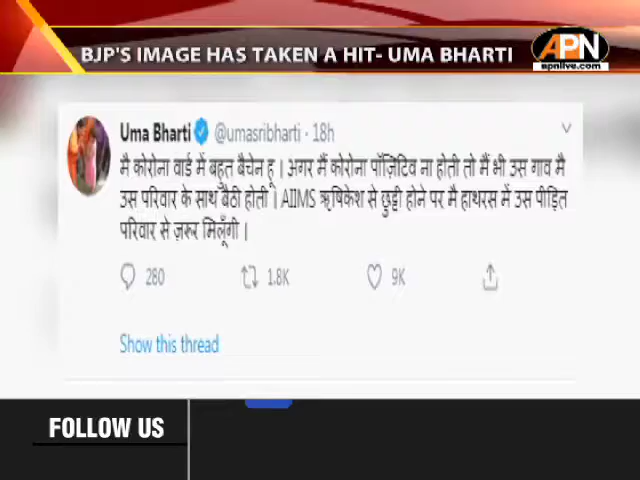 BJP'S IMAGE HAS TAKEN A HIT- UMA BHARTI
APN
apnlive.com
Uma Bharti @umasribharti · 18h
मै कोरोना वार्ड में बहुत बैचेन हू । अगर मैं कोरोना पॉज़िटिव ना होती तो मैं भी उस गाव मै
उस परिवार के साथ बैठी होती । AIIMS ऋषिकेश से छुट्टी होने पर मै हाथरस में उस पीड़ित
परिवार से ज़रुर मिलूँगी ।
280 1.8K 9K
Show this thread
FOLLOW US